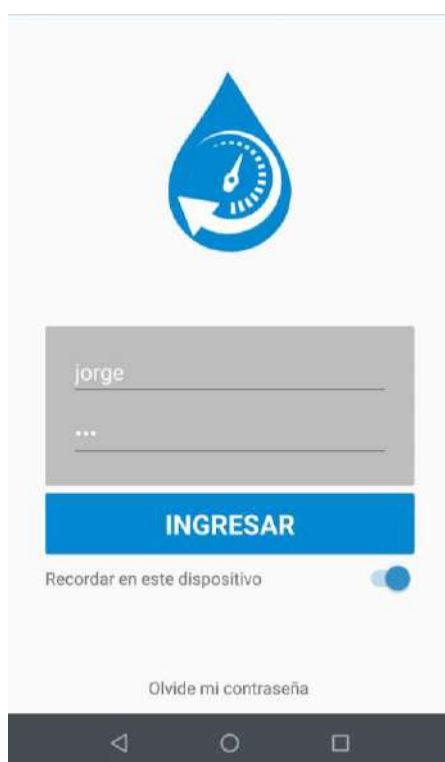 jorge
•••
INGRESAR
Recordar en este dispositivo
Olvide mi contraseña